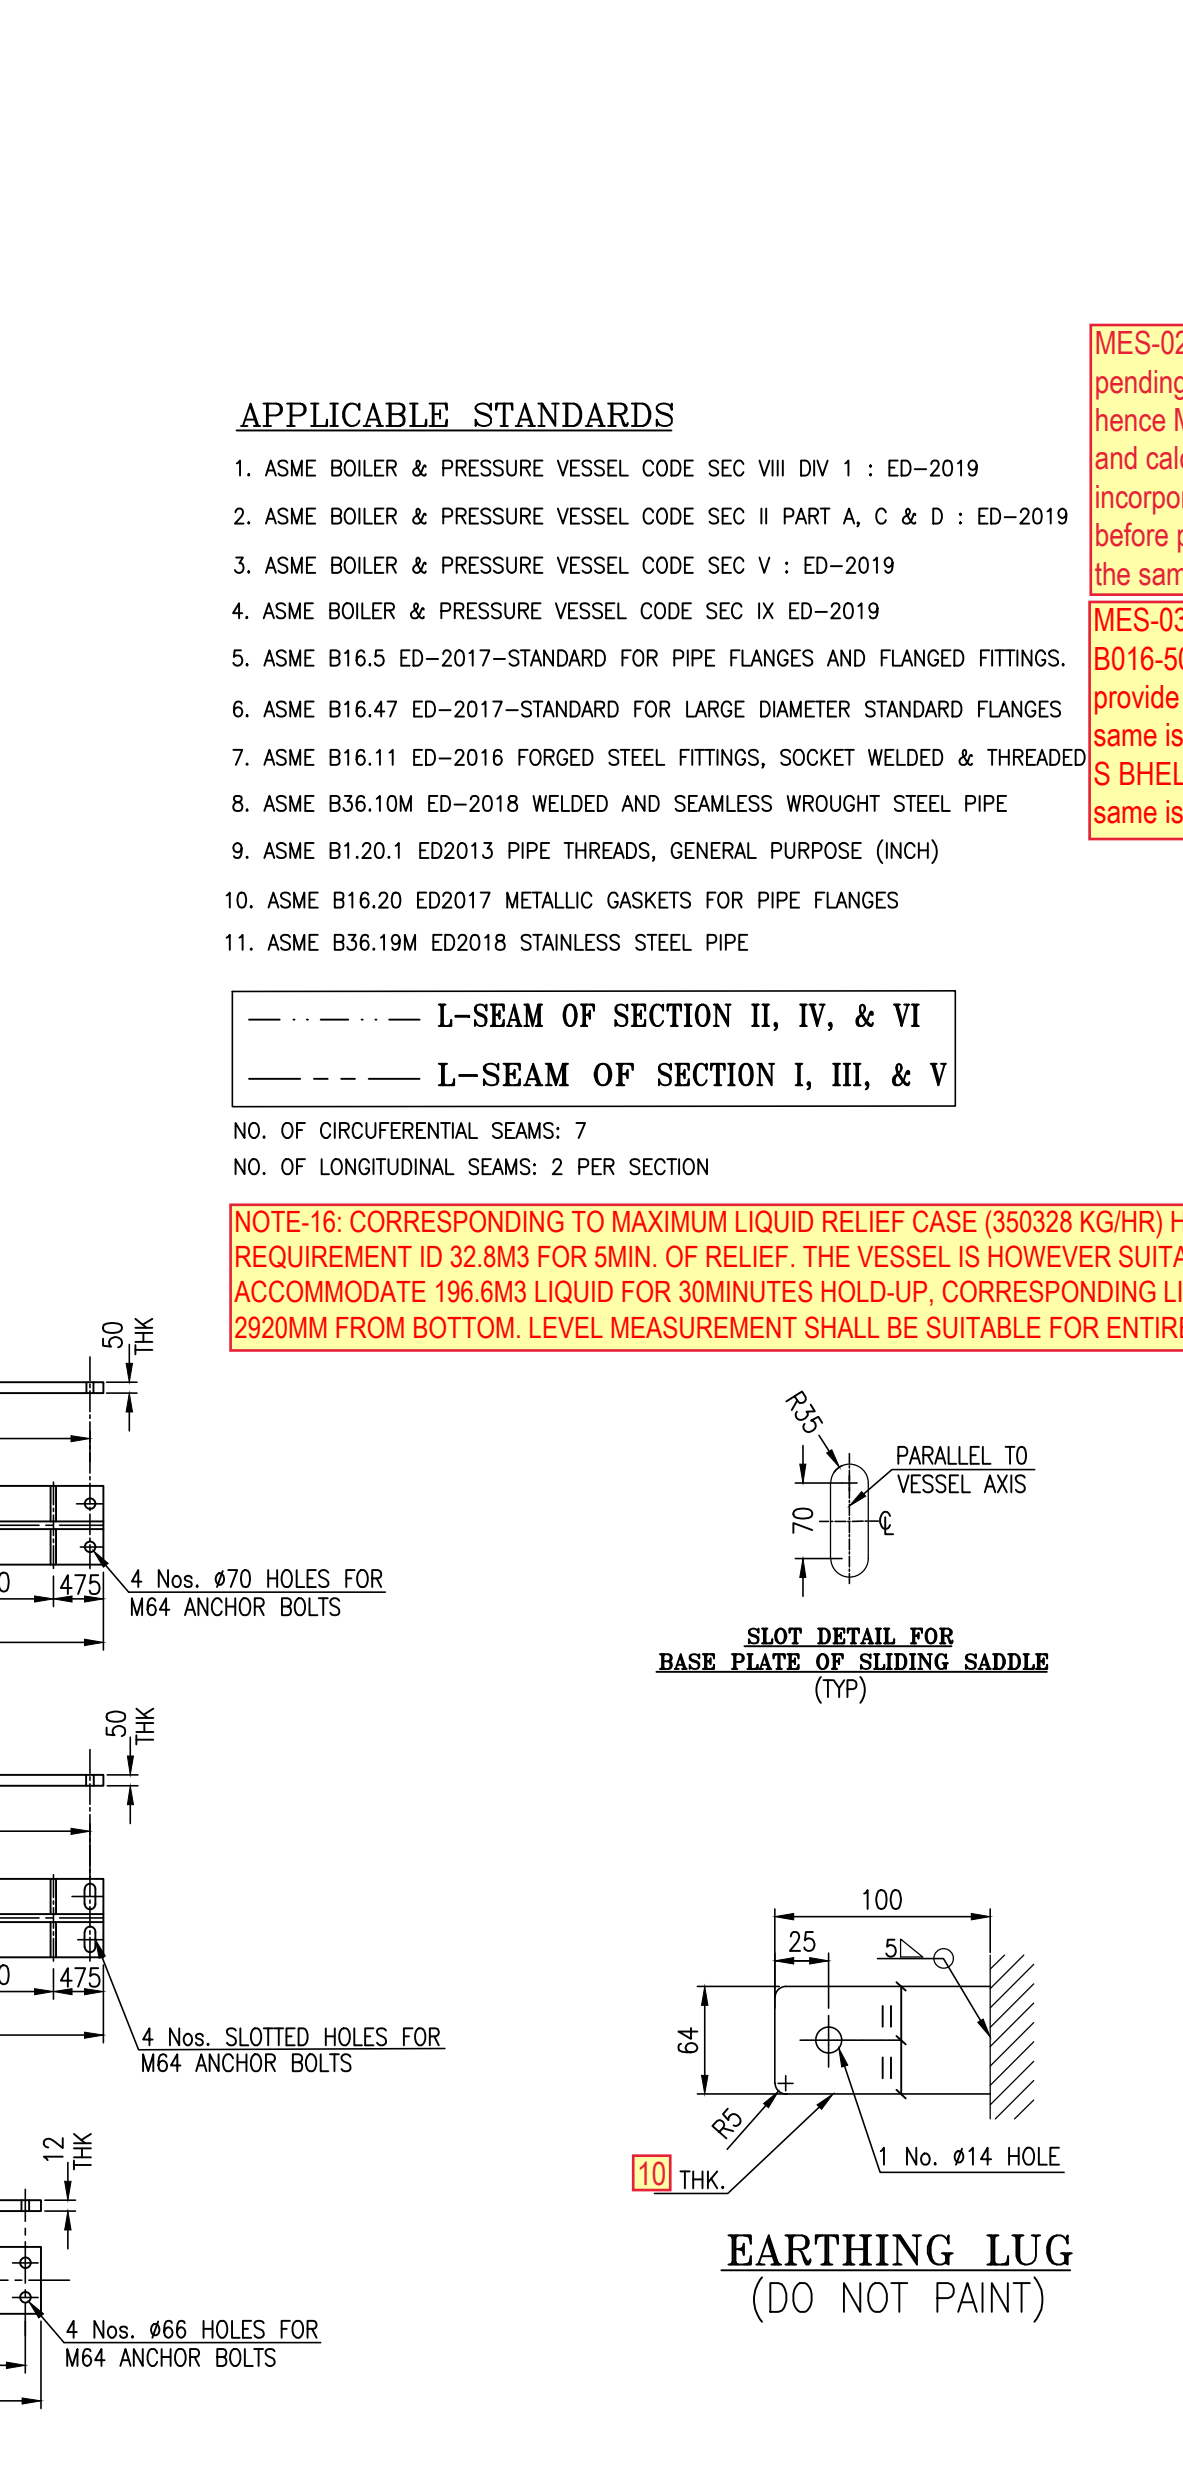 APPLICABLE STANDARDS
1. ASME BOILER & PRESSURE VESSEL CODE SEC VIII DIV 1 : ED-2019
2. ASME BOILER & PRESSURE VESSEL CODE SEC II PART A, C & D : ED-2019
3. ASME BOILER & PRESSURE VESSEL CODE SEC V : ED-2019
4. ASME BOILER & PRESSURE VESSEL CODE SEC IX ED-2019
5. ASME B16.5 ED-2017-STANDARD FOR PIPE FLANGES AND FLANGED FITTINGS.
6. ASME B16.47 ED-2017-STANDARD FOR LARGE DIAMETER STANDARD FLANGES
7. ASME B16.11 ED-2016 FORGED STEEL FITTINGS, SOCKET WELDED & THREADED
8. ASME B36.10M ED-2018 WELDED AND SEAMLESS WROUGHT STEEL PIPE
9. ASME B1.20.1 ED2013 PIPE THREADS, GENERAL PURPOSE (INCH)
10. ASME B16.20 ED2017 METALLIC GASKETS FOR PIPE FLANGES
11. ASME B36.19M ED2018 STAINLESS STEEL PIPE
MES-02
pending
hence
and
before
the
MES-03
B016-50
provide
same is
S BHEL
same is
L-SEAM OF SECTION II, IV, & VI
L-SEAM OF SECTION I, III, & V
NO. OF CIRCUFERENTIAL SEAMS: 7
NO. OF LONGITUDINAL SEAMS: 2 PER SECTION
NOTE-16: CORRESPONDING TO MAXIMUM LIQUID RELIEF CASE (350328 KG/HR)
REQUIREMENT ID 32.8M3 FOR 5MIN. OF RELIEF. THE VESSEL IS HOWEVER
ACCOMMODATE 196.6M3 LIQUID FOR 30MINUTES HOLD-UP, CORRESPONDING
2920MM FROM BOTTOM. LEVEL MEASUREMENT SHALL BE SUITABLE FOR ENTIRE
50
THK
475
4 Nos. ø70 HOLES FOR
M64 ANCHOR BOLTS
R35
PARALLEL TO
VESSEL AXIS
70
℄
SLOT DETAIL FOR
BASE PLATE OF SLIDING SADDLE
(TYP)
50
THK
475
4 Nos. SLOTTED HOLES FOR
M64 ANCHOR BOLTS
100
25
5
64
R5
1 No. ø14 HOLE
10 THK.
EARTHING LUG
(DO NOT PAINT)
12
THK
4 Nos. ø66 HOLES FOR
M64 ANCHOR BOLTS